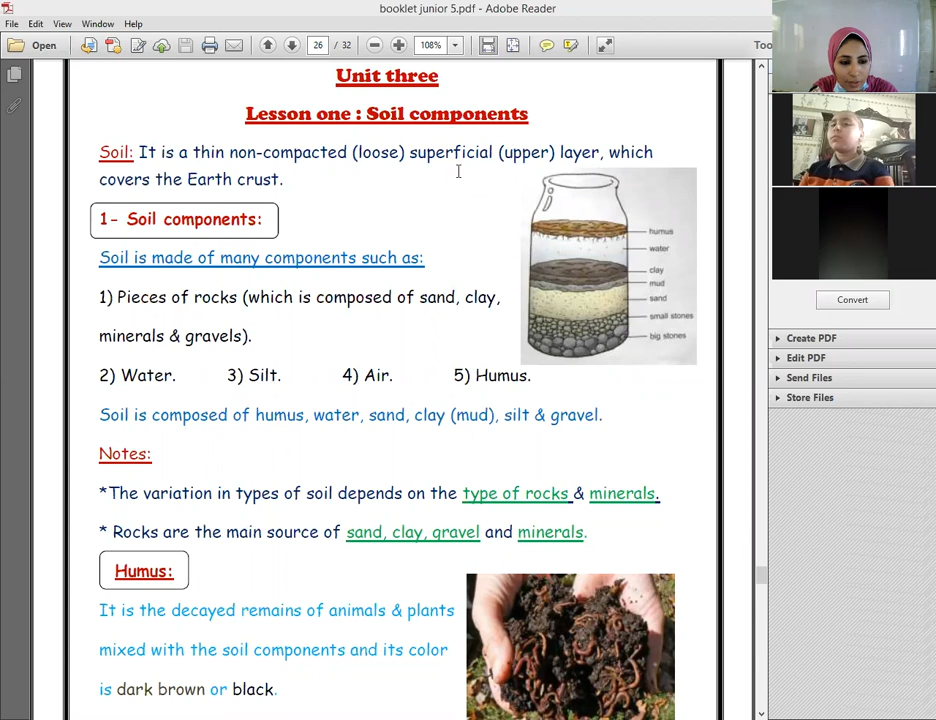 booklet junior 5.pdf - Adobe Reader
File Edit View Window Help
Open 26 / 32 108% Too
Unit three
Lesson one : Soil components
Soil: It is a thin non-compacted (loose) superficial (upper) layer, which
covers the Earth crust.
1- Soil components:
Soil is made of many components such as:
1) Pieces of rocks (which is composed of sand, clay,
minerals & gravels).
2) Water. 3) Silt. 4) Air. 5) Humus.
humus
water
clay
mud
sand
small stones
big stones
Soil is composed of humus, water, sand, clay (mud), silt & gravel.
Notes:
*The variation in types of soil depends on the type of rocks & minerals.
* Rocks are the main source of sand, clay, gravel and minerals.
Humus:
It is the decayed remains of animals & plants
mixed with the soil components and its color
is dark brown or black.
Convert
Create PDF
Edit PDF
Send Files
Store Files